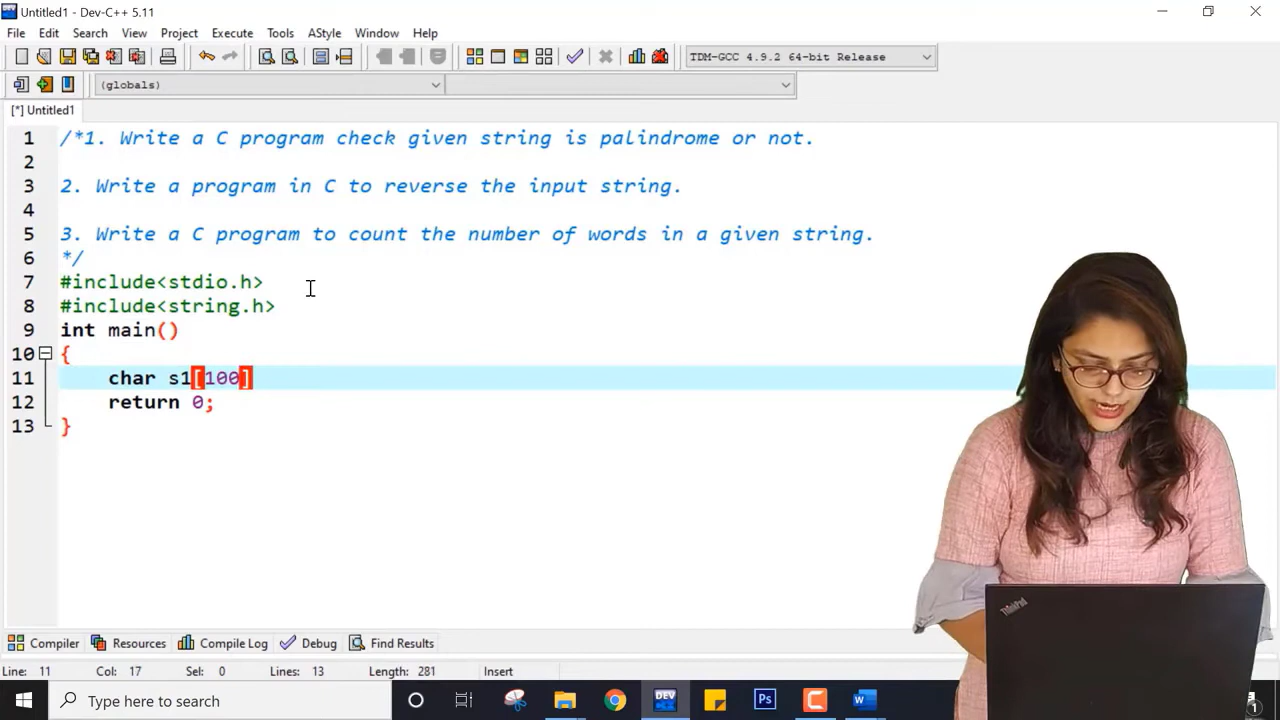 Untitled1 - Dev-C++ 5.11
File Edit Search View Project Execute Tools AStyle Window Help
TDM-GCC 4.9.2 64-bit Release
(globals)
[*] Untitled1
1 /*1. Write a C program check given string is palindrome or not.
2
3 2. Write a program in C to reverse the input string.
4
5 3. Write a C program to count the number of words in a given string.
6 */
7 #include<stdio.h>
8 #include<string.h>
9 int main()
10 {
11 char s1[100]
12 return 0;
13 }
Compiler Resources Compile Log Debug Find Results
Line: 11 Col: 17 Sel: 0 Lines: 13 Length: 281 Insert
Type here to search
DEV
Ps
C
W
ThinkPad
1